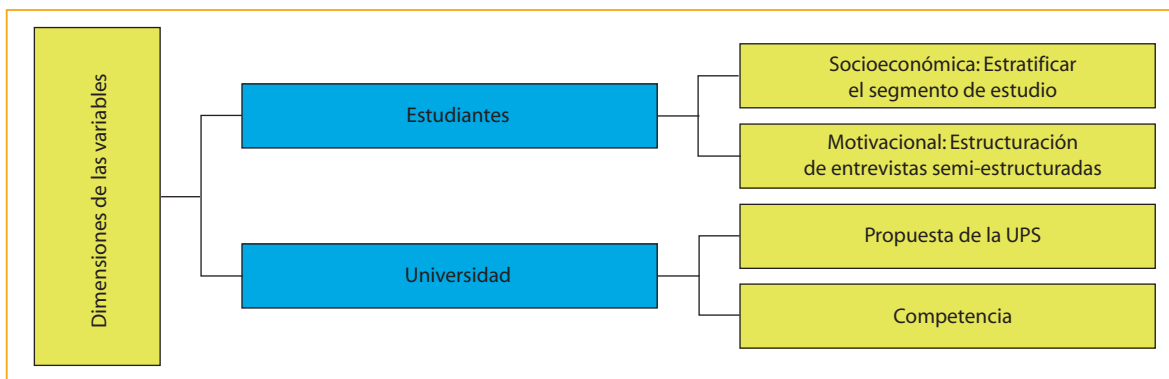 Dimensiones de las variables
Estudiantes
Socioeconómica: Estratificar
el segmento de estudio
Motivacional: Estructuración
de entrevistas semi-estructuradas
Universidad
Propuesta de la UPS
Competencia